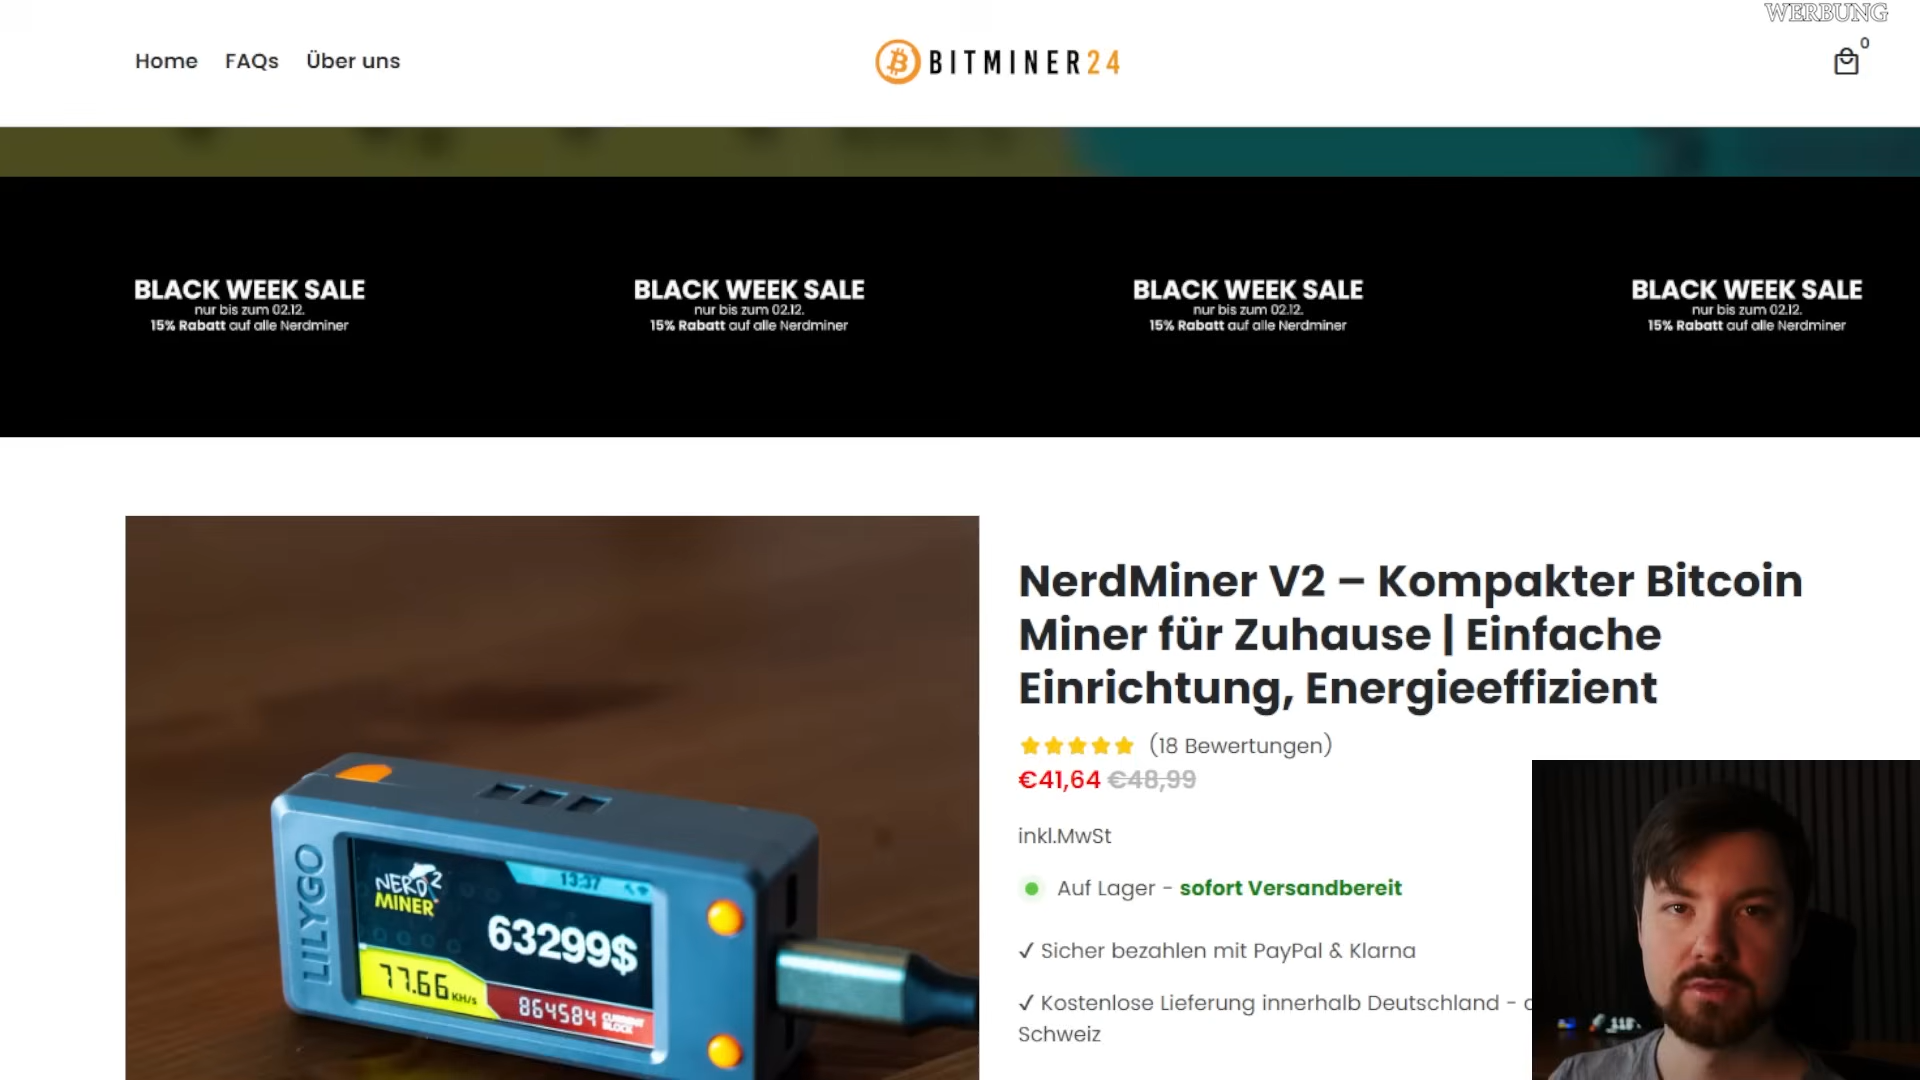 WERBUNG
Home FAQs Über uns
BITMINER24
0
BLACK WEEK SALE
nur bis zum 02.12.
15% Rabatt auf alle Nerdminer
BLACK WEEK SALE
nur bis zum 02.12.
15% Rabatt auf alle Nerdminer
BLACK WEEK SALE
nur bis zum 02.12.
15% Rabatt auf alle Nerdminer
BLACK WEEK SALE
nur bis zum 02.12.
15% Rabatt auf alle Nerdminer
NerdMiner V2 – Kompakter Bitcoin
Miner für Zuhause | Einfache
Einrichtung, Energieeffizient
(18 Bewertungen)
€41,64 €48,99
inkl.MwSt
Auf Lager - sofort Versandbereit
✓ Sicher bezahlen mit PayPal & Klarna
✓ Kostenlose Lieferung innerhalb Deutschland -
Schweiz
LILYGO
NERD 2
MINER
13:37
63299$
77.66 KH/s
864584 CURRENT
BLOCK